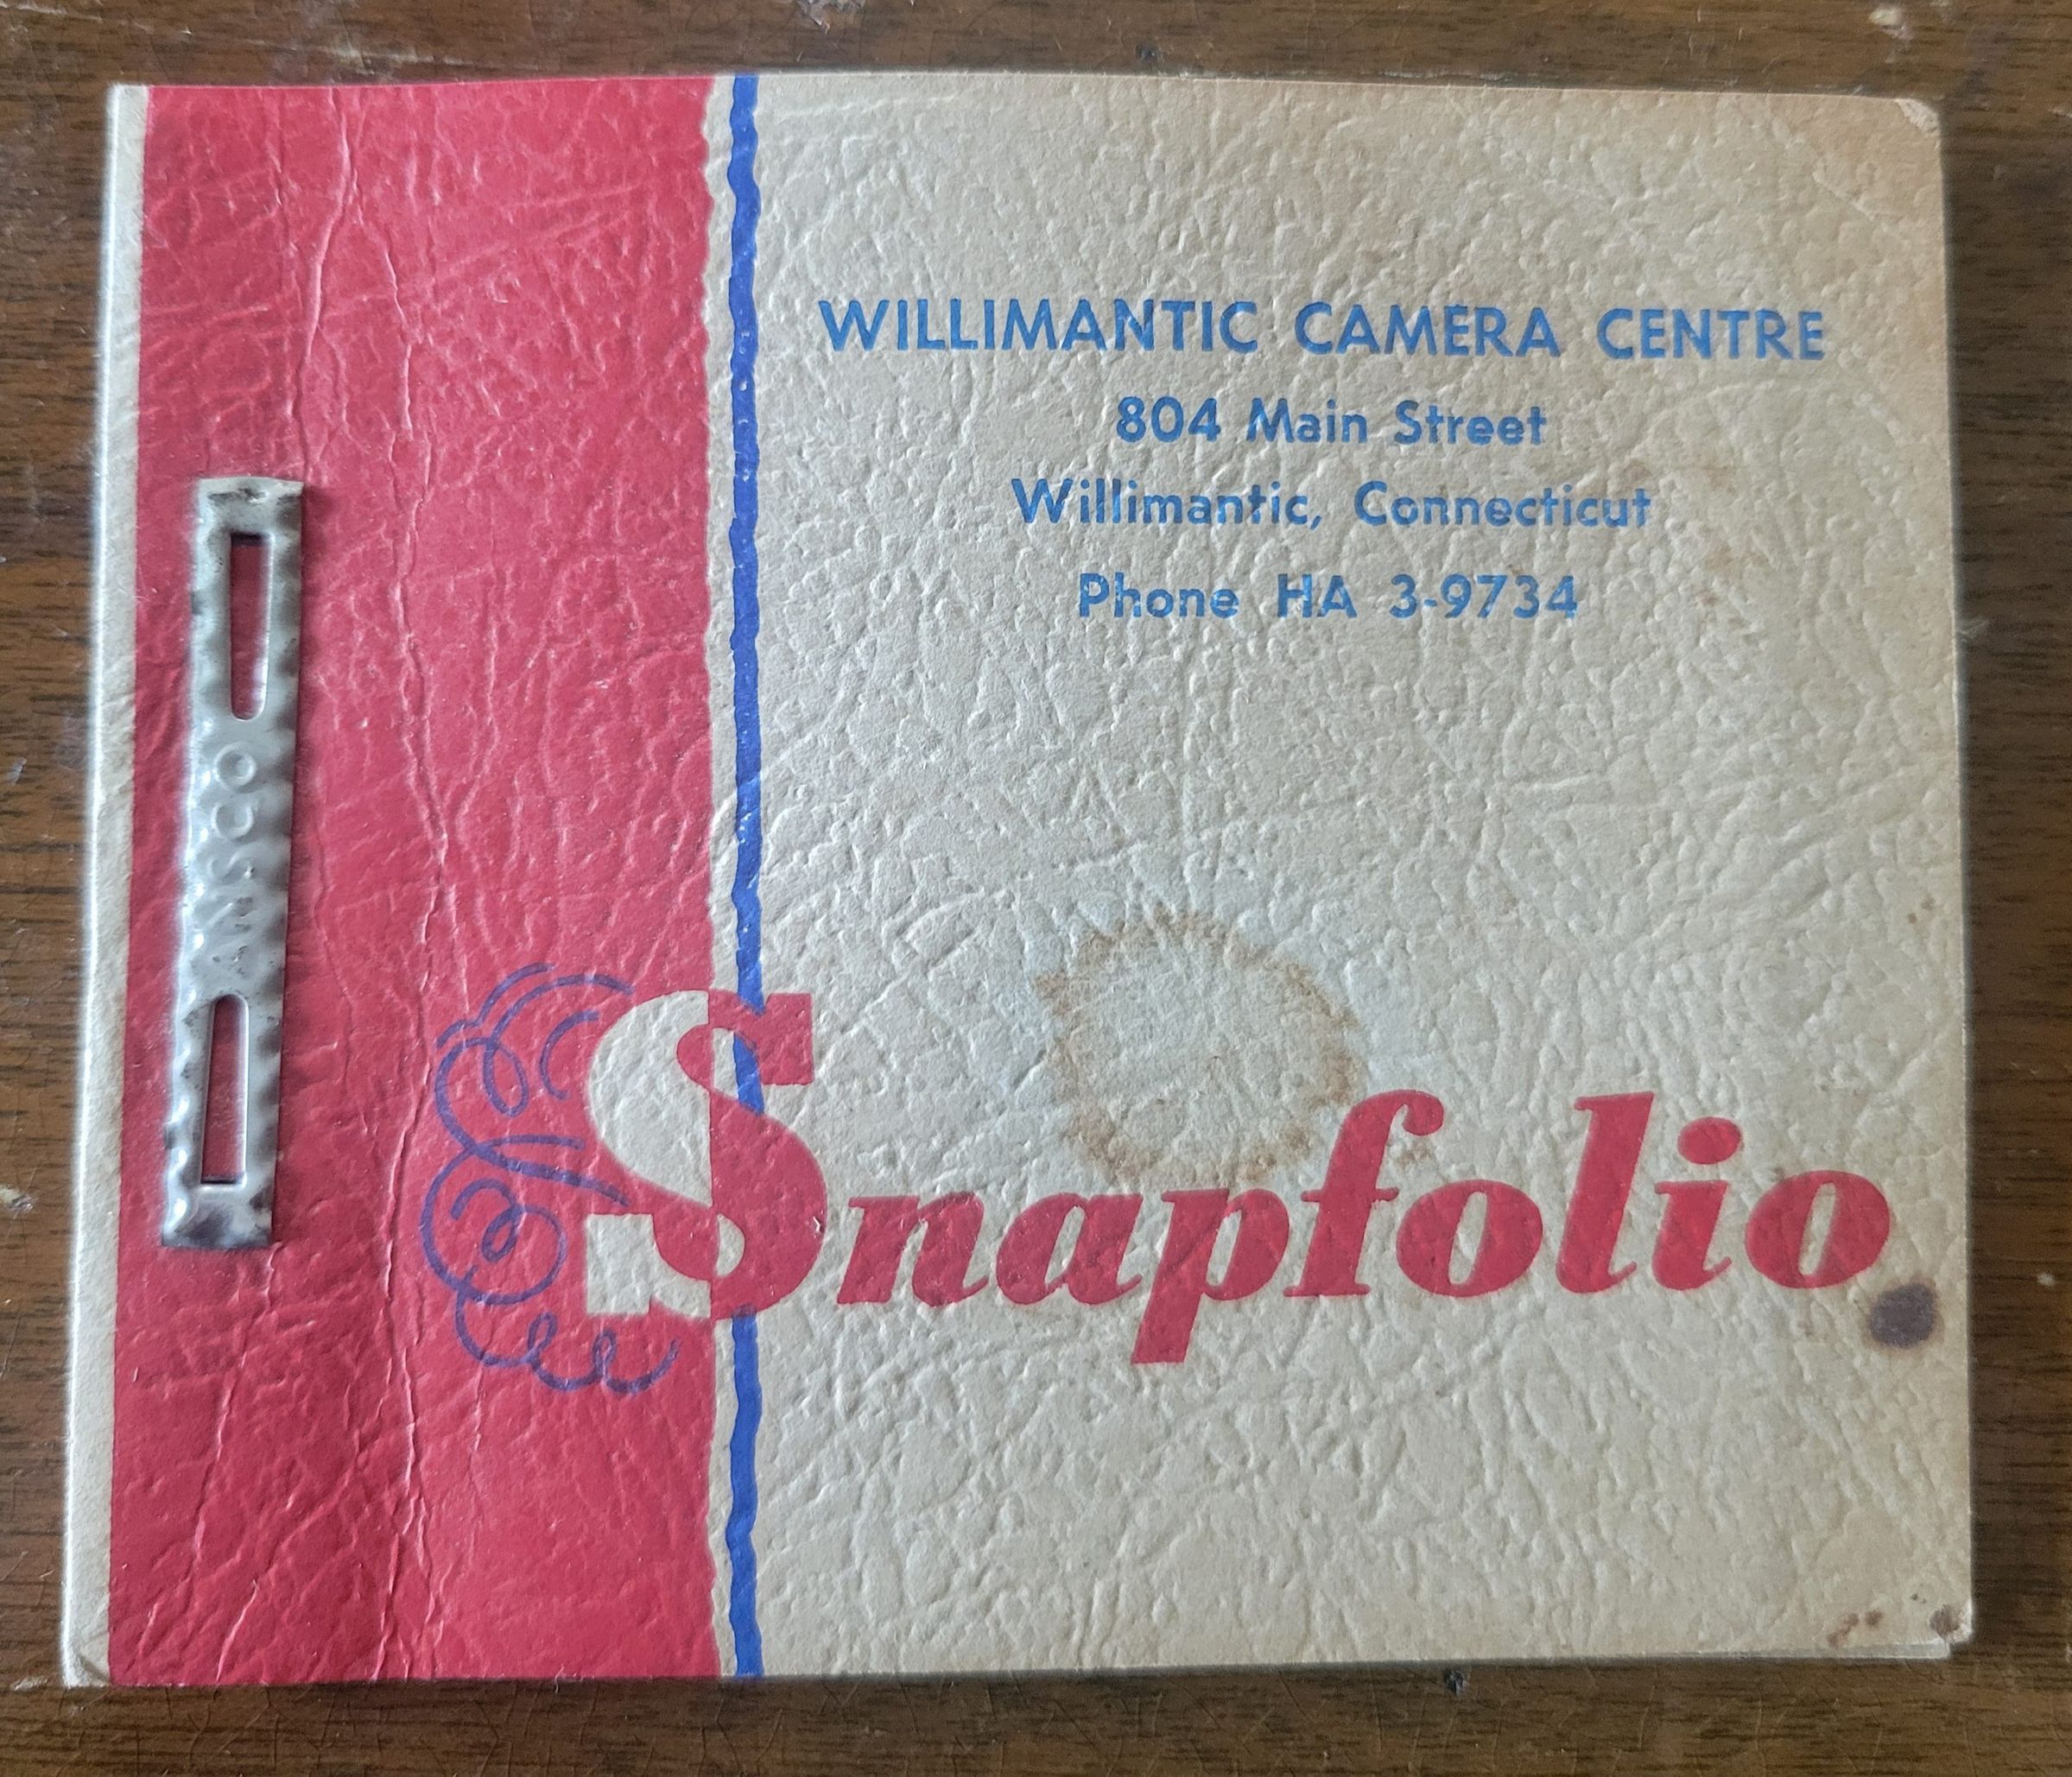 WILLIMANTIC CAMERA CENTRE
804 Main Street
Willimantic, Connecticut
Phone HA 3-9734
ANSCO
Snapfolio